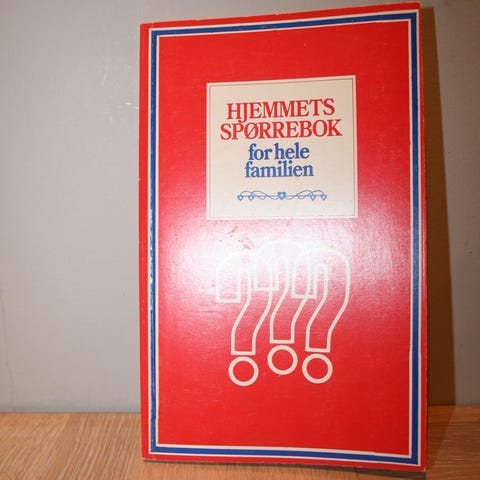 HJEMMETS
SPØRREBOK
for hele
familien
???